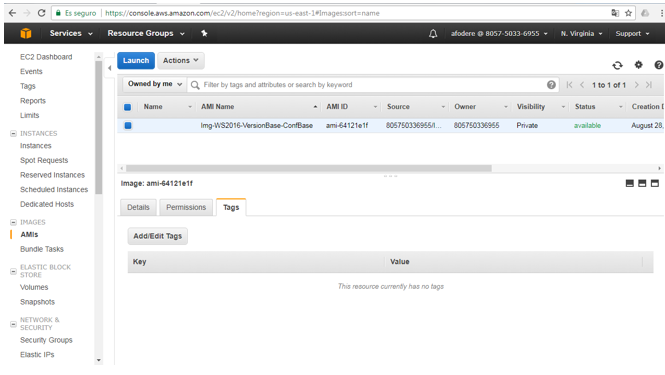 Es seguro | https://console.aws.amazon.com/ec2/v2/home?region=us-east-1#Images:sort=name
Services Resource Groups afodere @ 8057-5033-6955 N. Virginia Support
EC2 Dashboard
Events
Tags
Reports
Limits
INSTANCES
Instances
Spot Requests
Reserved Instances
Scheduled Instances
Dedicated Hosts
IMAGES
AMIs
Bundle Tasks
ELASTIC BLOCK
STORE
Volumes
Snapshots
NETWORK &
SECURITY
Security Groups
Elastic IPs
Launch Actions
Owned by me Filter by tags and attributes or search by keyword 1 to 1 of 1
Name AMI Name AMI ID Source Owner Visibility Status Creation D
Img-WS2016-VersionBase-ConfBase ami-64121e1f 805750336955/I... 805750336955 Private available August 28,
Image: ami-64121e1f
Details Permissions Tags
Add/Edit Tags
Key Value
This resource currently has no tags